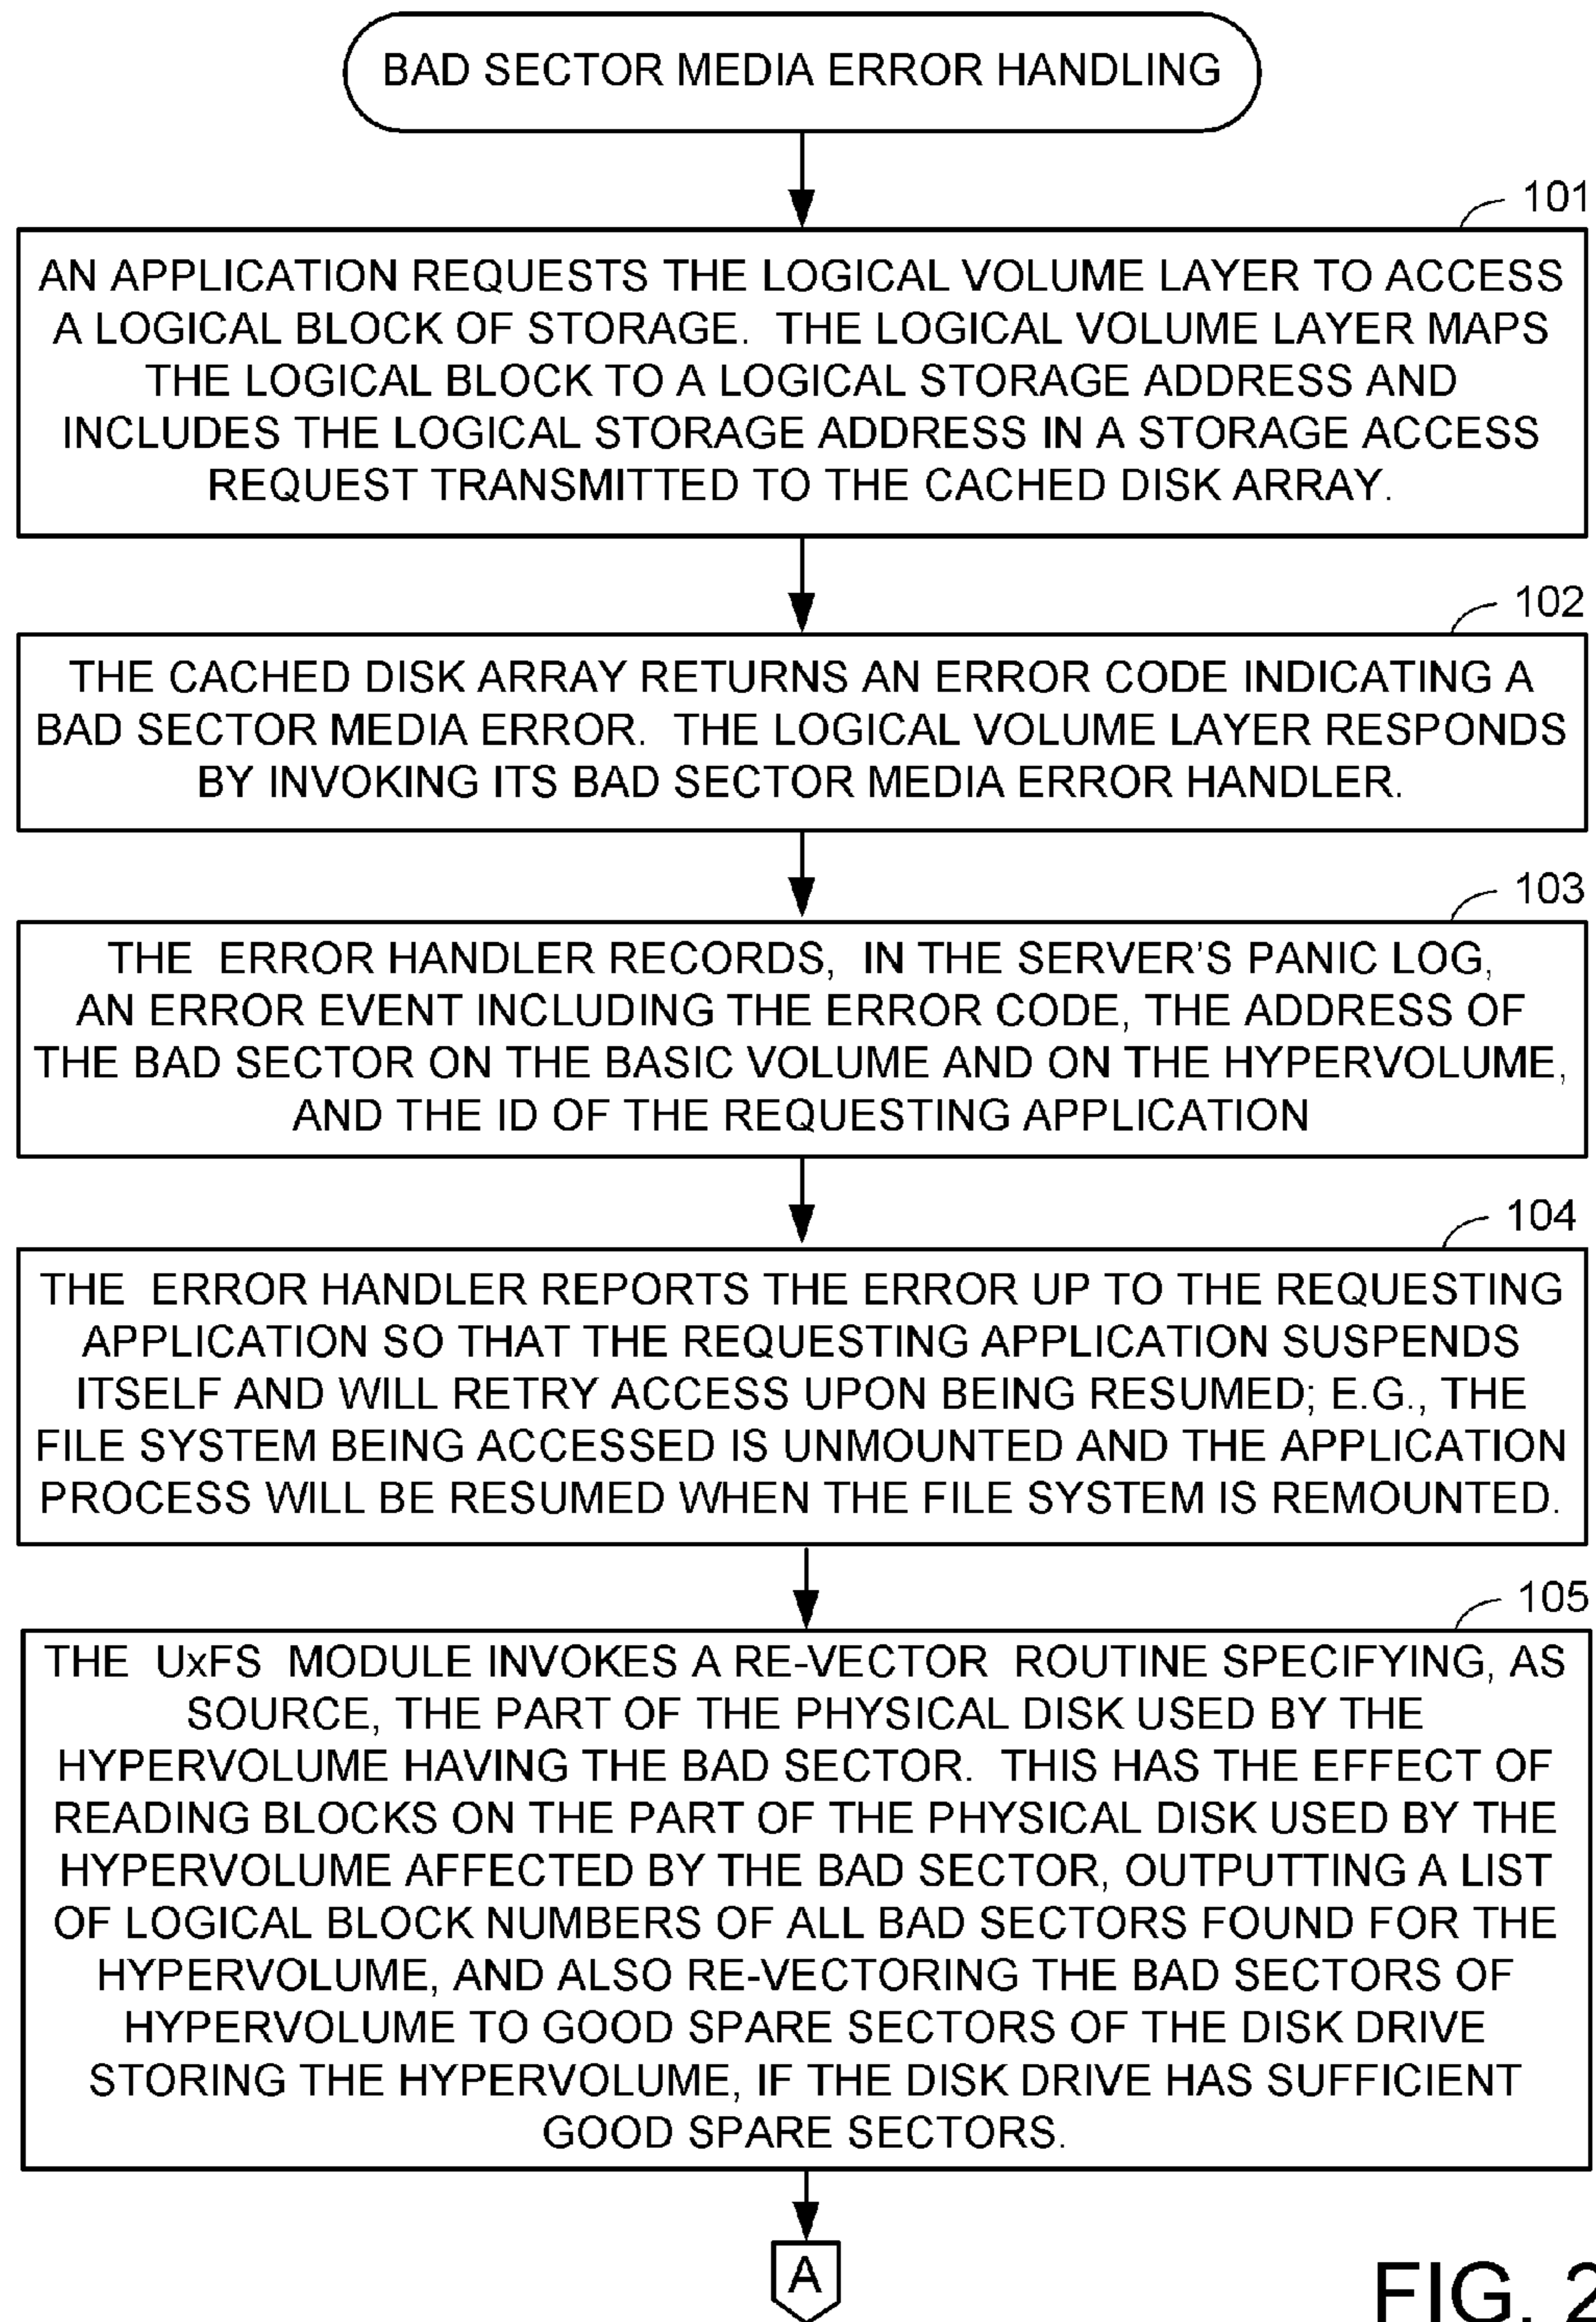 BAD SECTOR MEDIA ERROR HANDLING
101
AN APPLICATION REQUESTS THE LOGICAL VOLUME LAYER TO ACCESS
A LOGICAL BLOCK OF STORAGE. THE LOGICAL VOLUME LAYER MAPS
THE LOGICAL BLOCK TO A LOGICAL STORAGE ADDRESS AND
INCLUDES THE LOGICAL STORAGE ADDRESS IN A STORAGE ACCESS
REQUEST TRANSMITTED TO THE CACHED DISK ARRAY.
102
THE CACHED DISK ARRAY RETURNS AN ERROR CODE INDICATING A
BAD SECTOR MEDIA ERROR. THE LOGICAL VOLUME LAYER RESPONDS
BY INVOKING ITS BAD SECTOR MEDIA ERROR HANDLER.
103
THE ERROR HANDLER RECORDS, IN THE SERVER'S PANIC LOG,
AN ERROR EVENT INCLUDING THE ERROR CODE, THE ADDRESS OF
THE BAD SECTOR ON THE BASIC VOLUME AND ON THE HYPERVOLUME,
AND THE ID OF THE REQUESTING APPLICATION
104
THE ERROR HANDLER REPORTS THE ERROR UP TO THE REQUESTING
APPLICATION SO THAT THE REQUESTING APPLICATION SUSPENDS
ITSELF AND WILL RETRY ACCESS UPON BEING RESUMED; E.G., THE
FILE SYSTEM BEING ACCESSED IS UNMOUNTED AND THE APPLICATION
PROCESS WILL BE RESUMED WHEN THE FILE SYSTEM IS REMOUNTED.
105
THE UxFS MODULE INVOKES A RE-VECTOR ROUTINE SPECIFYING, AS
SOURCE, THE PART OF THE PHYSICAL DISK USED BY THE
HYPERVOLUME HAVING THE BAD SECTOR. THIS HAS THE EFFECT OF
READING BLOCKS ON THE PART OF THE PHYSICAL DISK USED BY THE
HYPERVOLUME AFFECTED BY THE BAD SECTOR, OUTPUTTING A LIST
OF LOGICAL BLOCK NUMBERS OF ALL BAD SECTORS FOUND FOR THE
HYPERVOLUME, AND ALSO RE-VECTORING THE BAD SECTORS OF
HYPERVOLUME TO GOOD SPARE SECTORS OF THE DISK DRIVE
STORING THE HYPERVOLUME, IF THE DISK DRIVE HAS SUFFICIENT
GOOD SPARE SECTORS.
A
FIG. 2